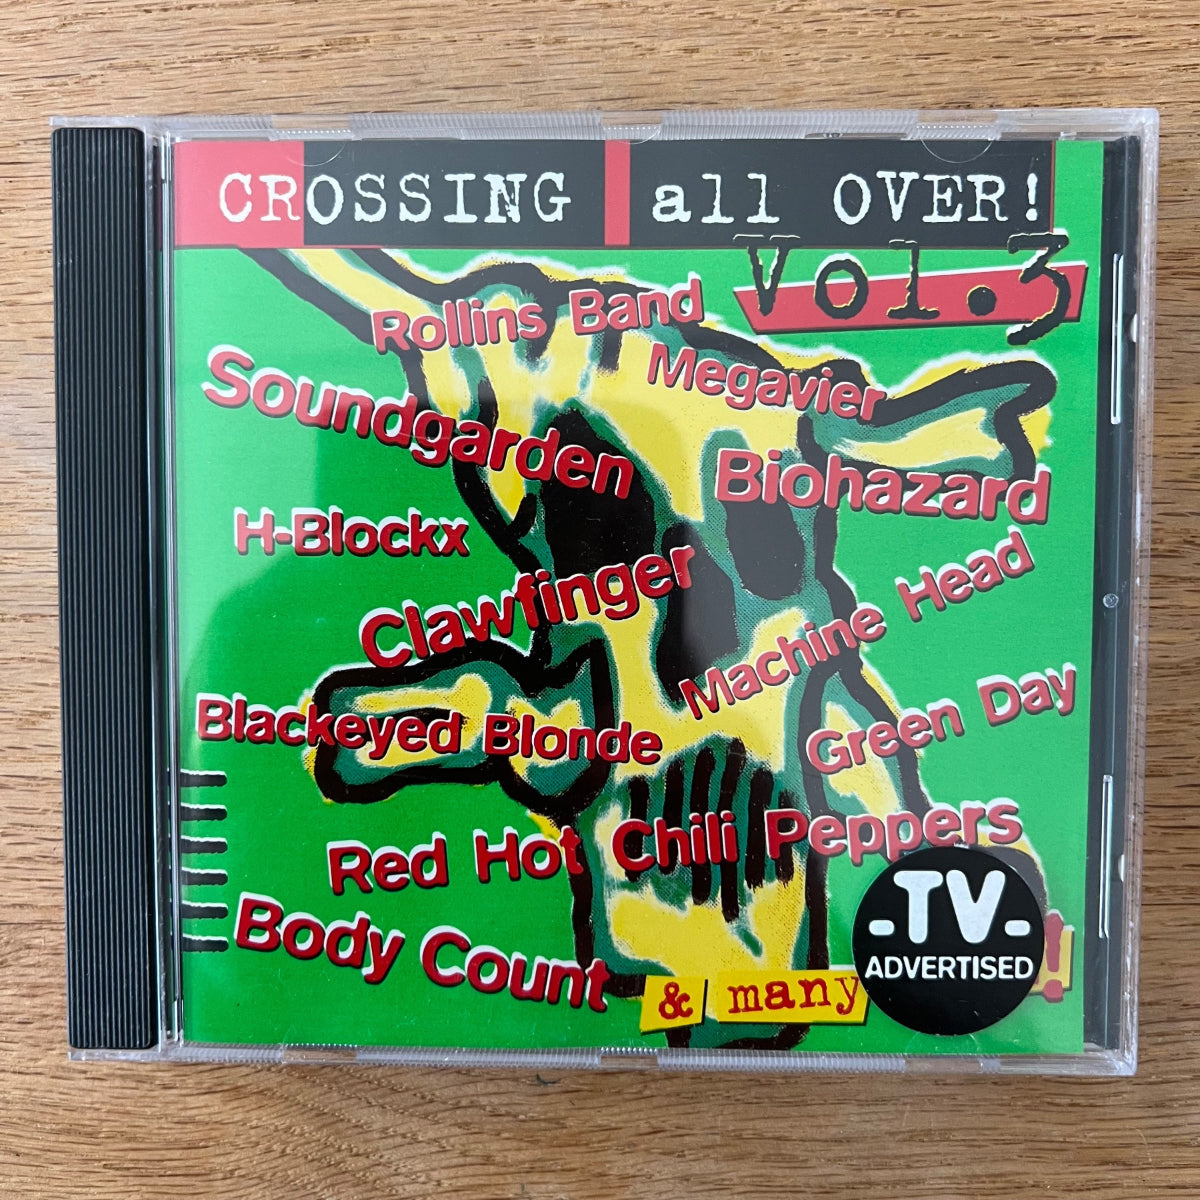 CROSSING all OVER!
Vol.3
Rollins Band
Megavier
Soundgarden
Biohazard
H-Blockx
Clawfinger
Machine Head
Blackeyed Blonde
Green Day
Red Hot Chili Peppers
Body Count
& many !
-TV-
ADVERTISED